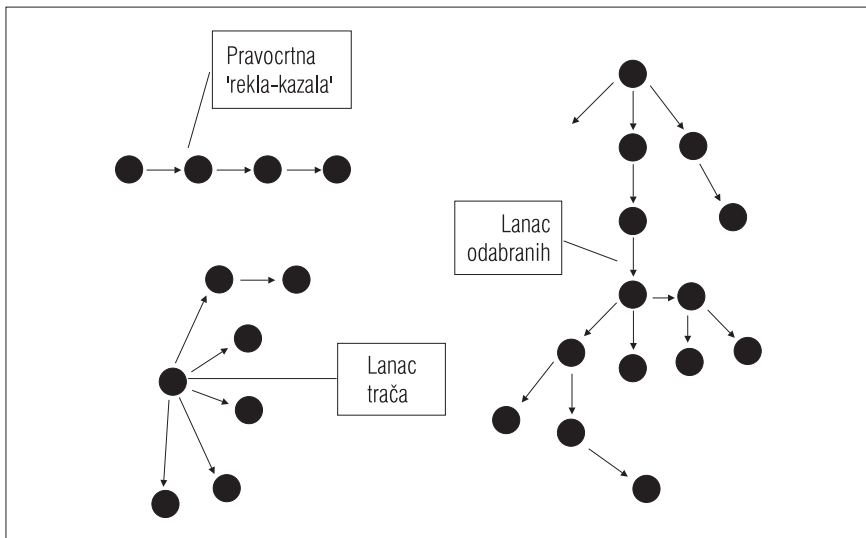 Pravocrtna
'rekla-kazala'
Lanac
odabranih
Lanac
trača